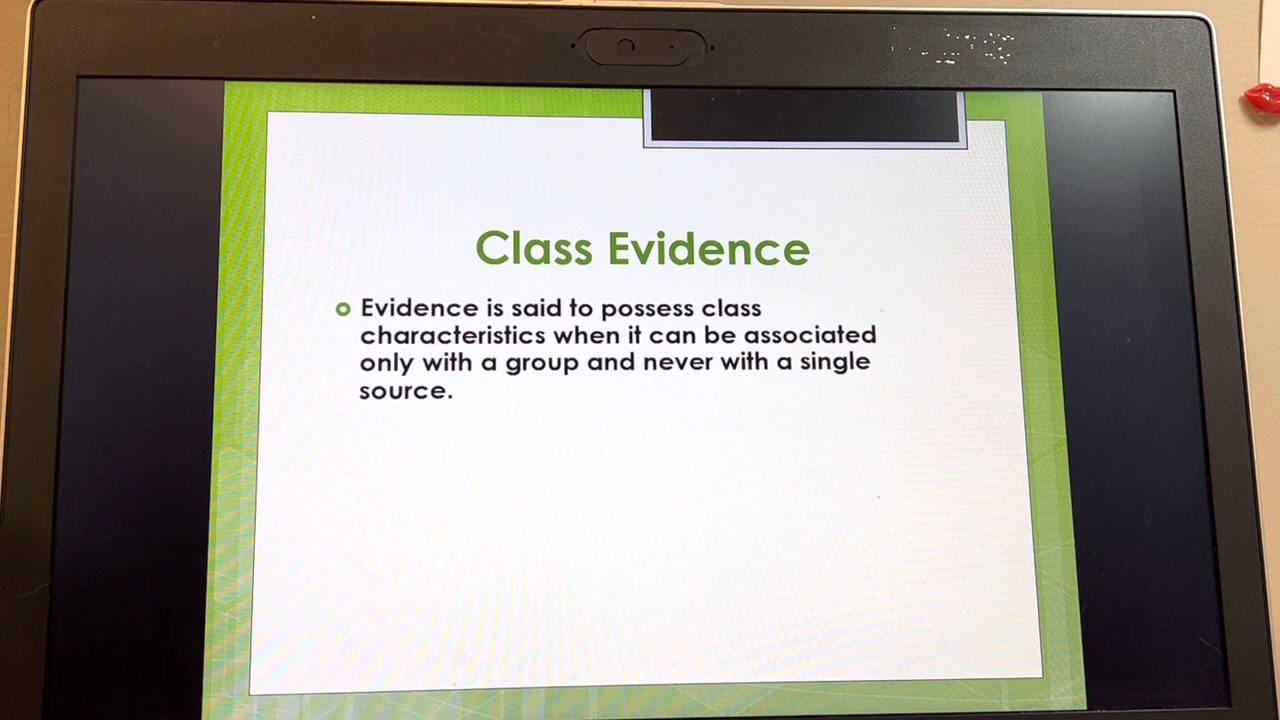 Class Evidence
Evidence is said to possess class
characteristics when it can be associated
only with a group and never with a single
source.